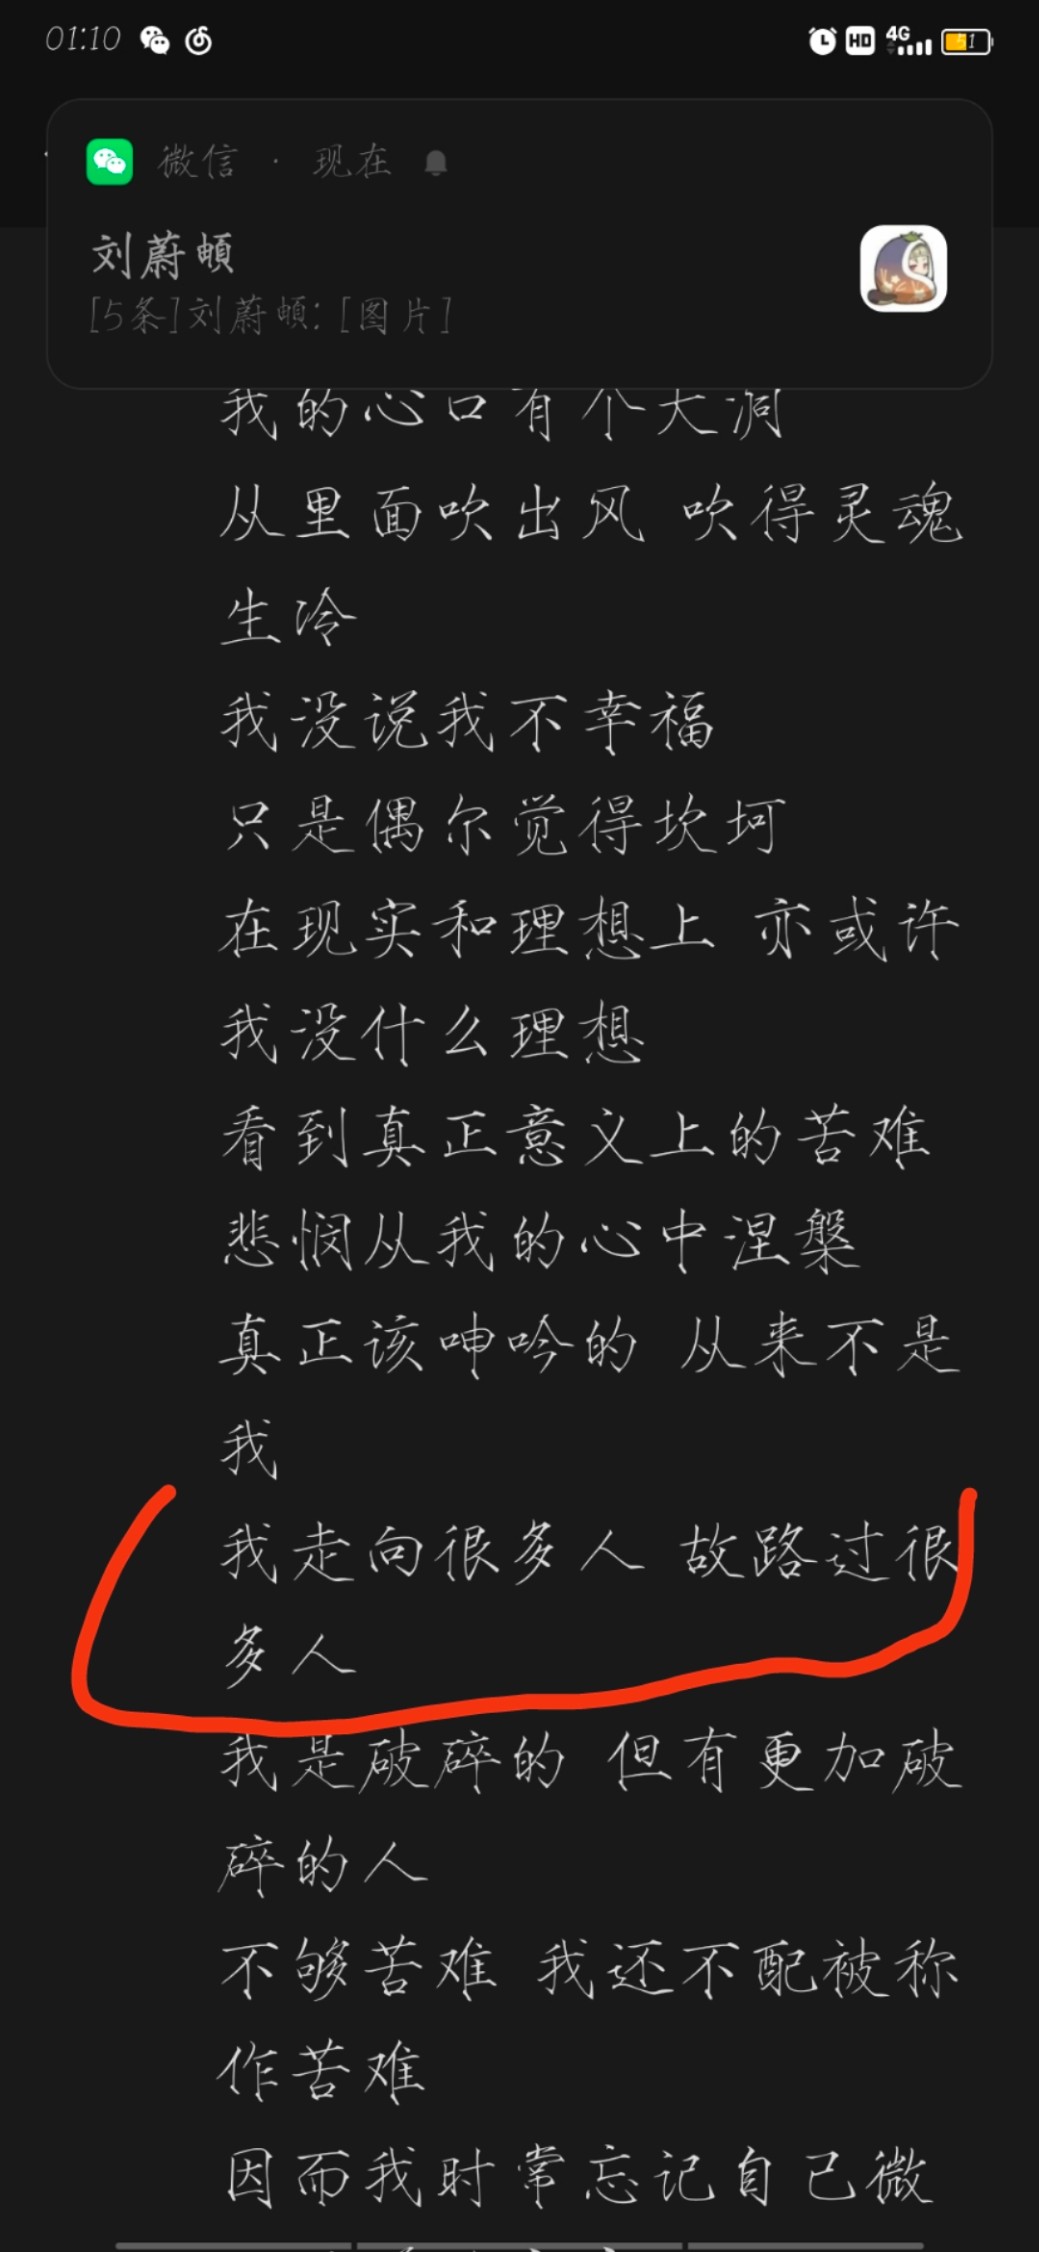 01:10
HD 4G 51
微信 · 现在
刘蔚頔
[5条]刘蔚頔: [图片]
我的心口有个大洞
从里面吹出风 吹得灵魂
生冷
我没说我不幸福
只是偶尔觉得坎坷
在现实和理想上 亦或许
我没什么理想
看到真正意义上的苦难
悲悯从我的心中涅槃
真正该呻吟的 从来不是
我
我走向很多人 故路过很
多人
我是破碎的 但有更加破
碎的人
不够苦难 我还不配被称
作苦难
因而我时常忘记自己微